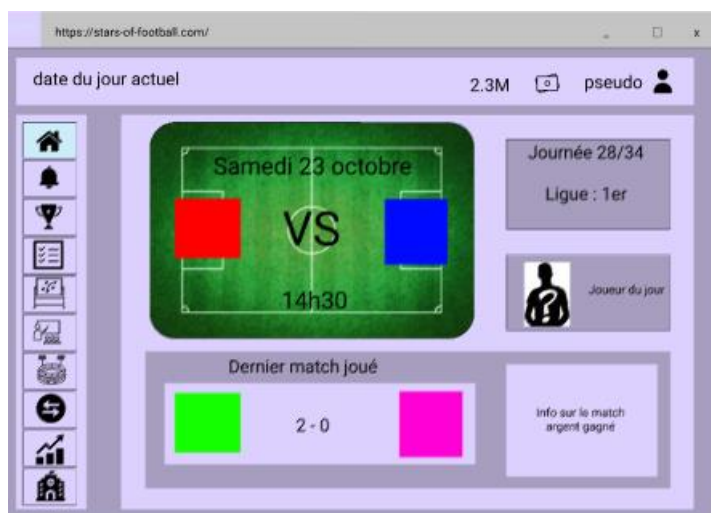 https://stars-of-football.com/
date du jour actuel
2.3M
pseudo
Samedi 23 octobre
VS
14h30
Journée 28/34
Ligue : 1er
Joueur du jour
Dernier match joué
2 - 0
Info sur le match
argent gagné